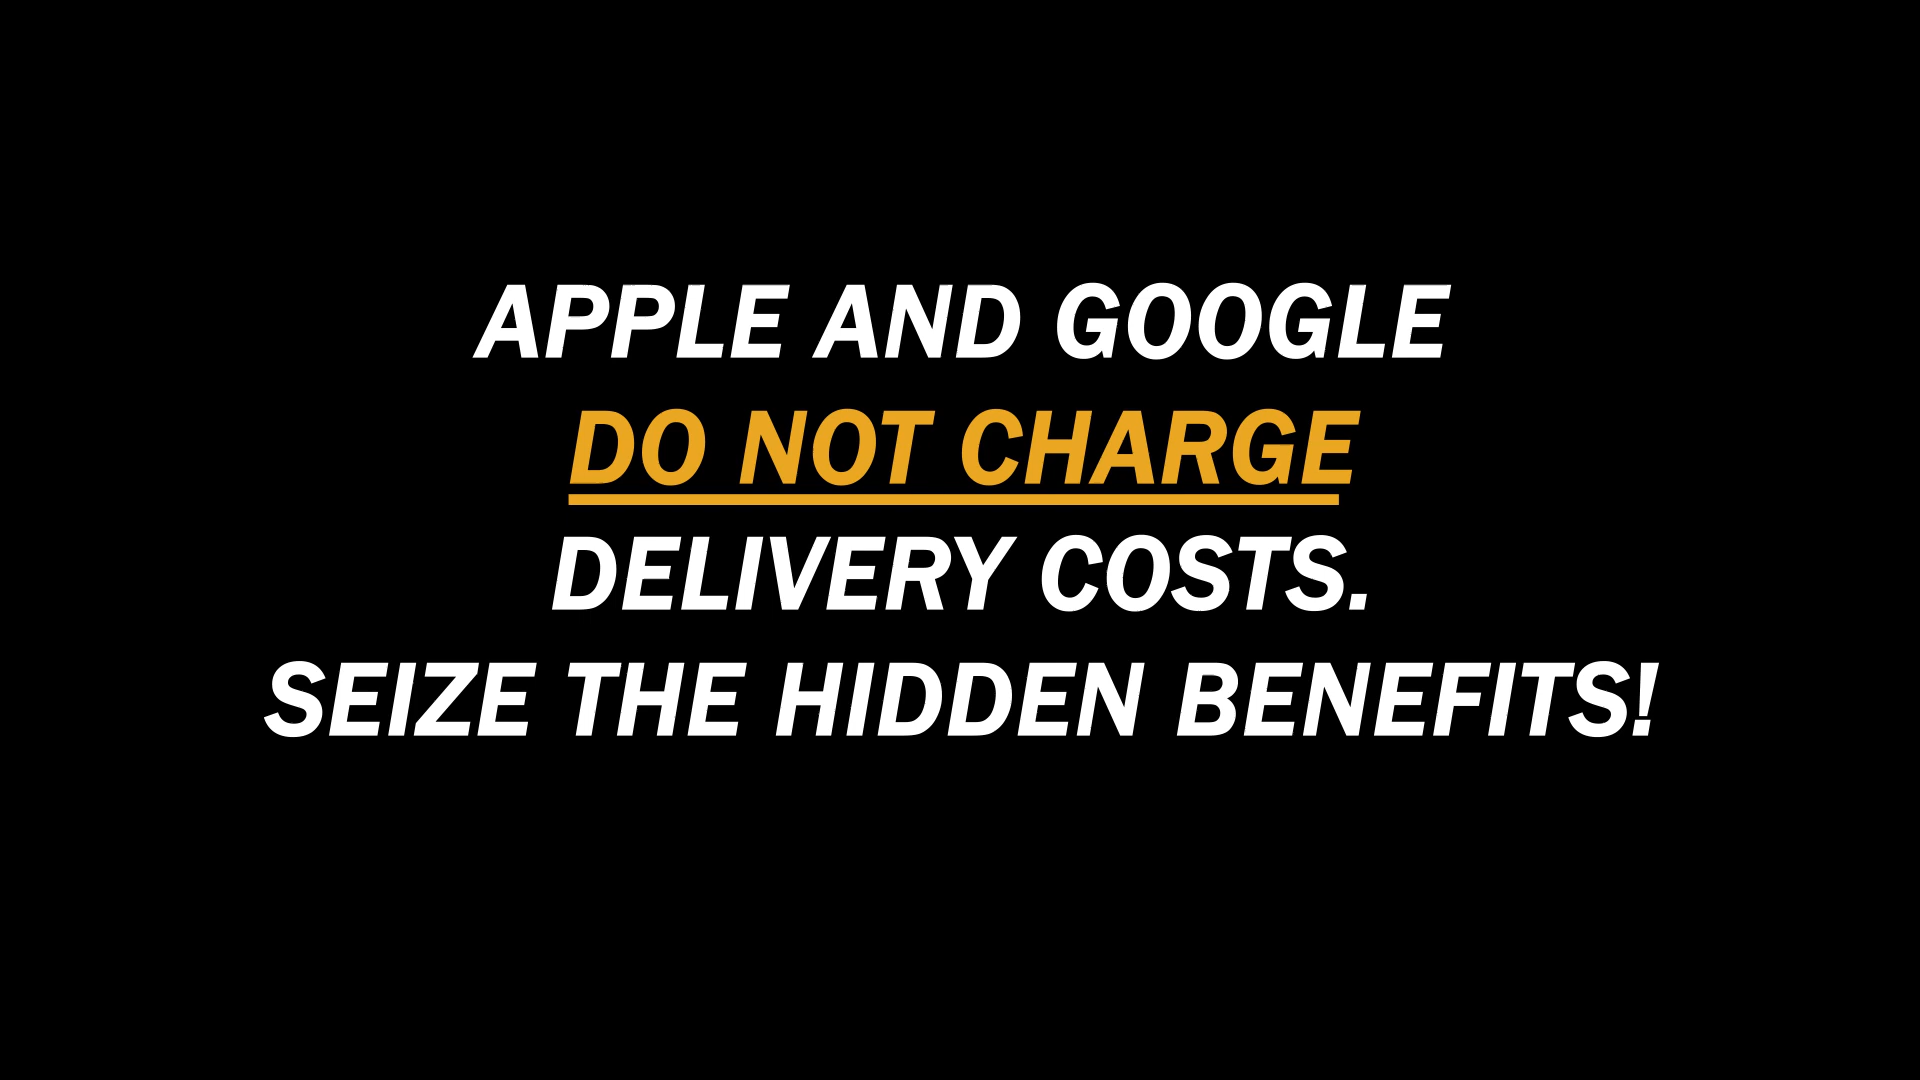 APPLE AND GOOGLE
DO NOT CHARGE
DELIVERY COSTS.
SEIZE THE HIDDEN BENEFITS!